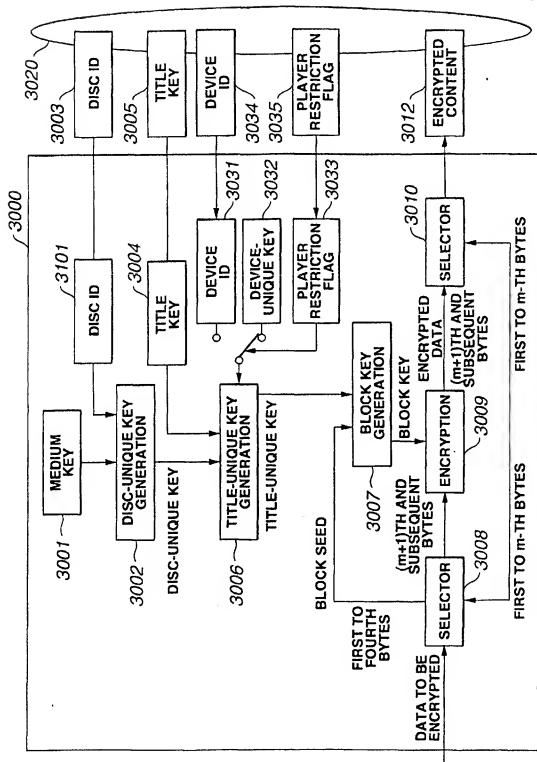 3000
3020
3003
DISC ID
3005
TITLE
KEY
DEVICE
ID
3034
3035
PLAYER
RESTRICTION
FLAG
3012
ENCRYPTED
CONTENT
3101
DISC ID
3004
TITLE KEY
3031
DEVICE
ID
3032
DEVICE-
UNIQUE KEY
3033
PLAYER
RESTRICTION
FLAG
3010
SELECTOR
MEDIUM
KEY
3001
DISC-UNIQUE KEY
GENERATION
3002
DISC-UNIQUE KEY
TITLE-UNIQUE KEY
GENERATION
3006
TITLE-UNIQUE KEY
BLOCK KEY
GENERATION
3007
BLOCK KEY
BLOCK SEED
FIRST TO
FOURTH
BYTES
(m+1)TH AND
SUBSEQUENT
BYTES
ENCRYPTION
3009
ENCRYPTED
DATA
(m+1)TH AND
SUBSEQUENT
BYTES
FIRST TO m-TH BYTES
DATA TO BE
ENCRYPTED
SELECTOR
3008
FIRST TO m-TH BYTES
FIRST TO m-TH BYTES